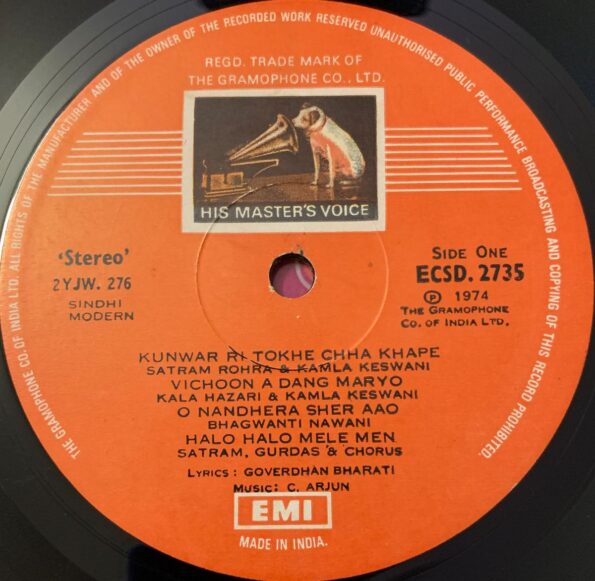 THE GRAMOPHONE CO. OF INDIA LTD. ALL RIGHTS OF THE MANUFACTURER AND OF THE OWNER OF THE RECORDED WORK RESERVED UNAUTHORISED PUBLIC PERFORMANCE BROADCASTING AND COPYING OF THIS RECORD PROHIBITED.
REGD. TRADE MARK OF
THE GRAMOPHONE CO., LTD.
HIS MASTER'S VOICE
'Stereo'
2YJW. 276
SINDHI
MODERN
SIDE ONE
ECSD. 2735
℗ 1974
THE GRAMOPHONE
CO. OF INDIA LTD.
KUNWAR RI TOKHE CHHA KHAPE
SATRAM ROHRA & KAMLA KESWANI
VICHOON A DANG MARYO
KALA HAZARI & KAMLA KESWANI
O NANDHERA SHER AAO
BHAGWANTI NAWANI
HALO HALO MELE MEN
SATRAM, GURDAS & CHORUS
LYRICS : GOVERDHAN BHARATI
MUSIC: C. ARJUN
EMI
MADE IN INDIA.